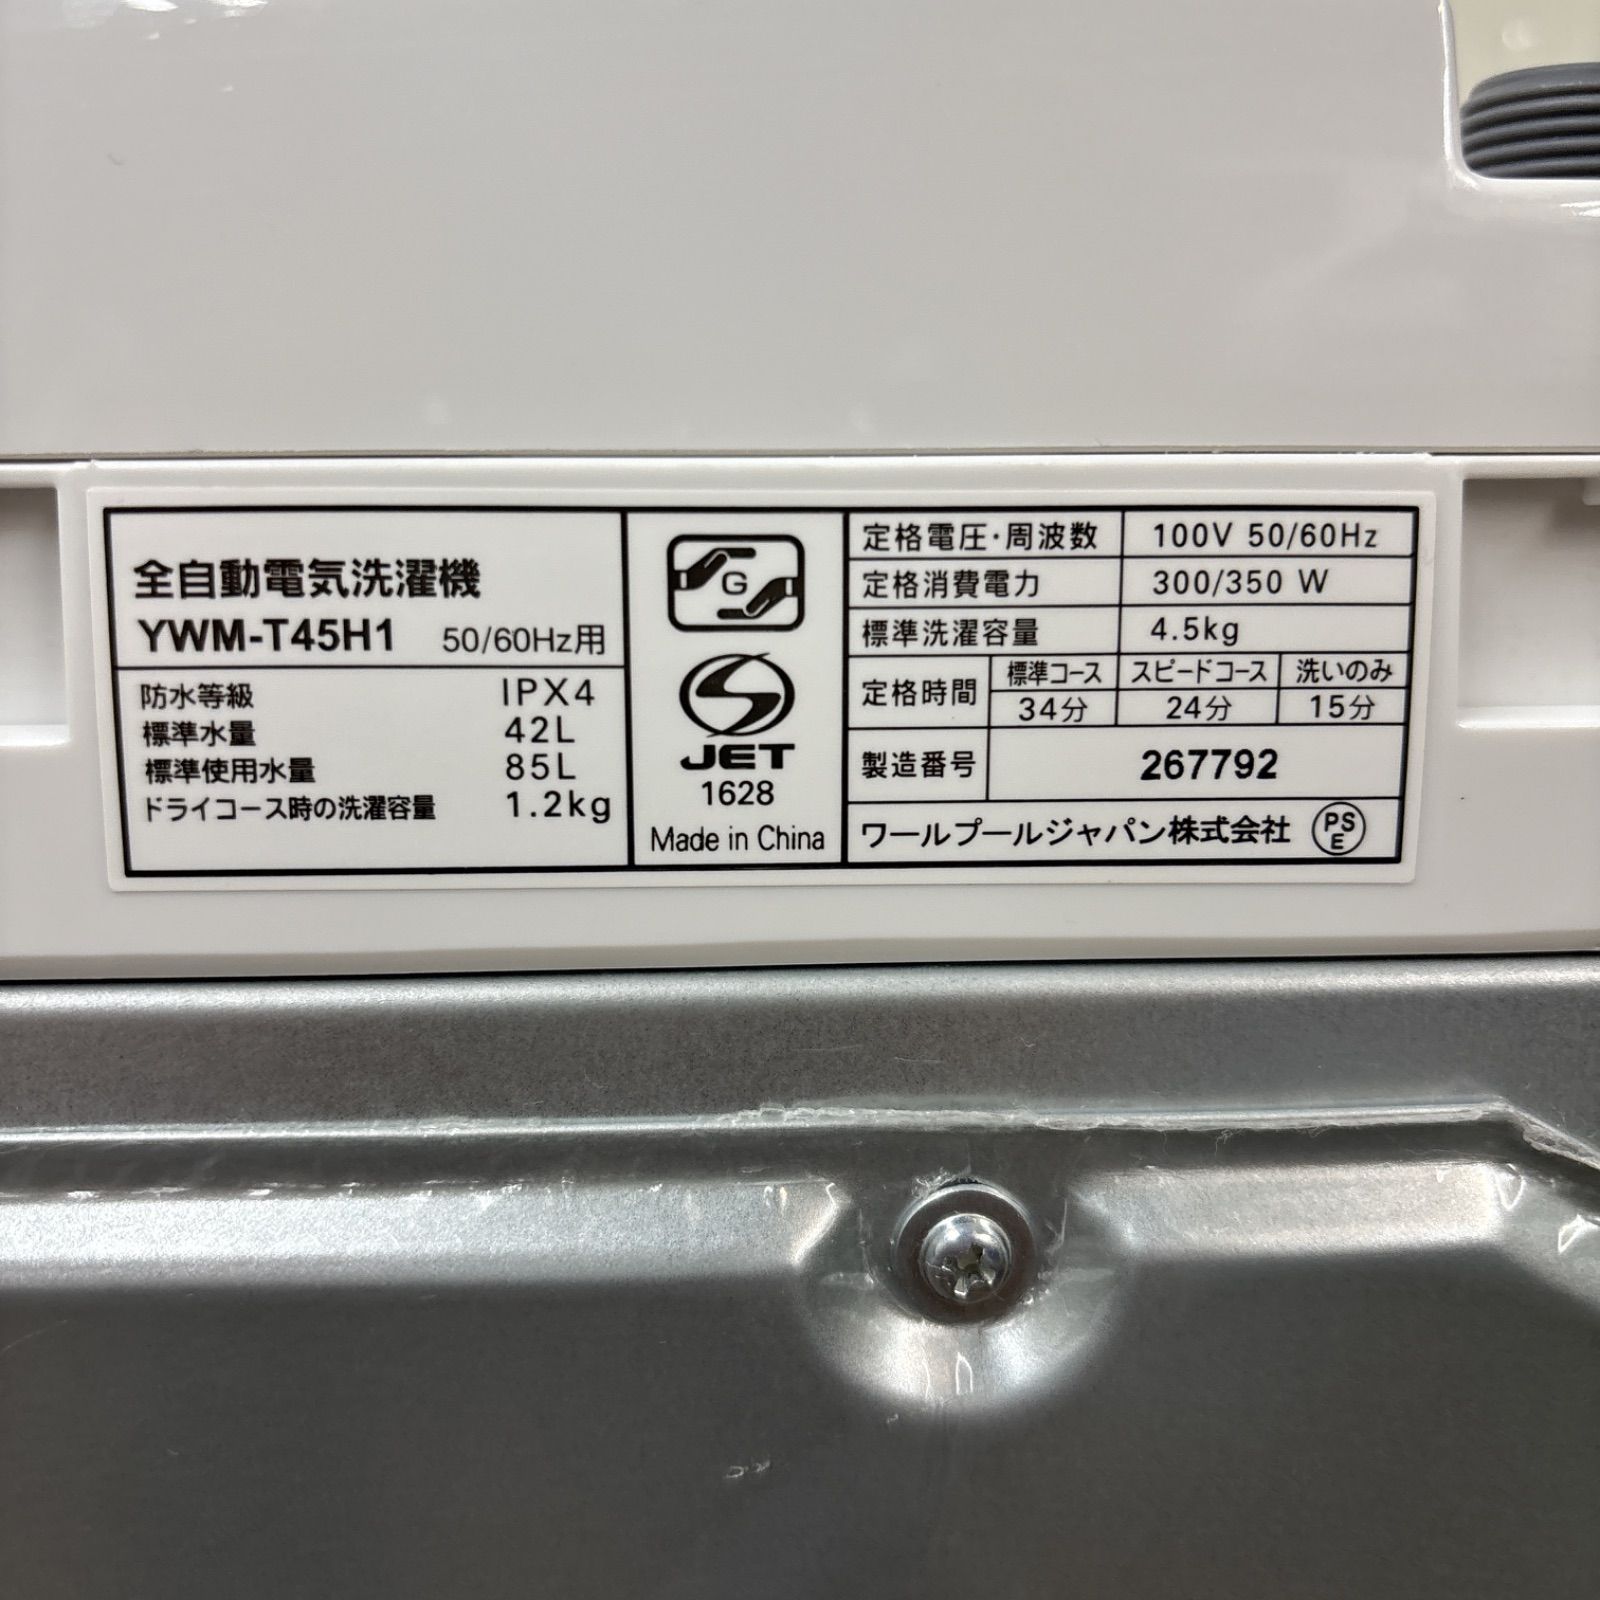 全自動電気洗濯機
YWM-T45H1 50/60Hz用
防水等級 IPX4
標準水量 42L
標準使用水量 85L
ドライコース時の洗濯容量 1.2kg
G
S
JET
1628
Made in China
定格電圧・周波数 100V 50/60Hz
定格消費電力 300/350 W
標準洗濯容量 4.5kg
定格時間 標準コース スピードコース 洗いのみ
34分 24分 15分
製造番号 267792
ワールプールジャパン株式会社 PSE